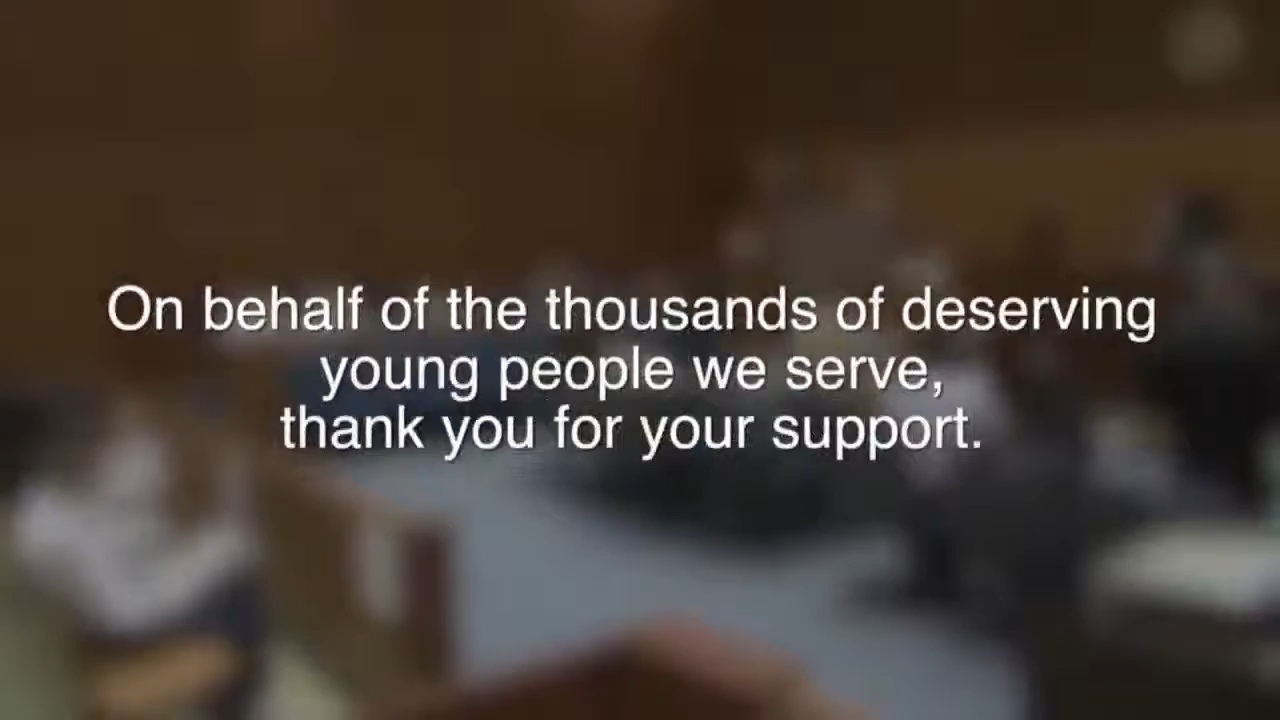 On behalf of the thousands of deserving
young people we serve,
thank you for your support.